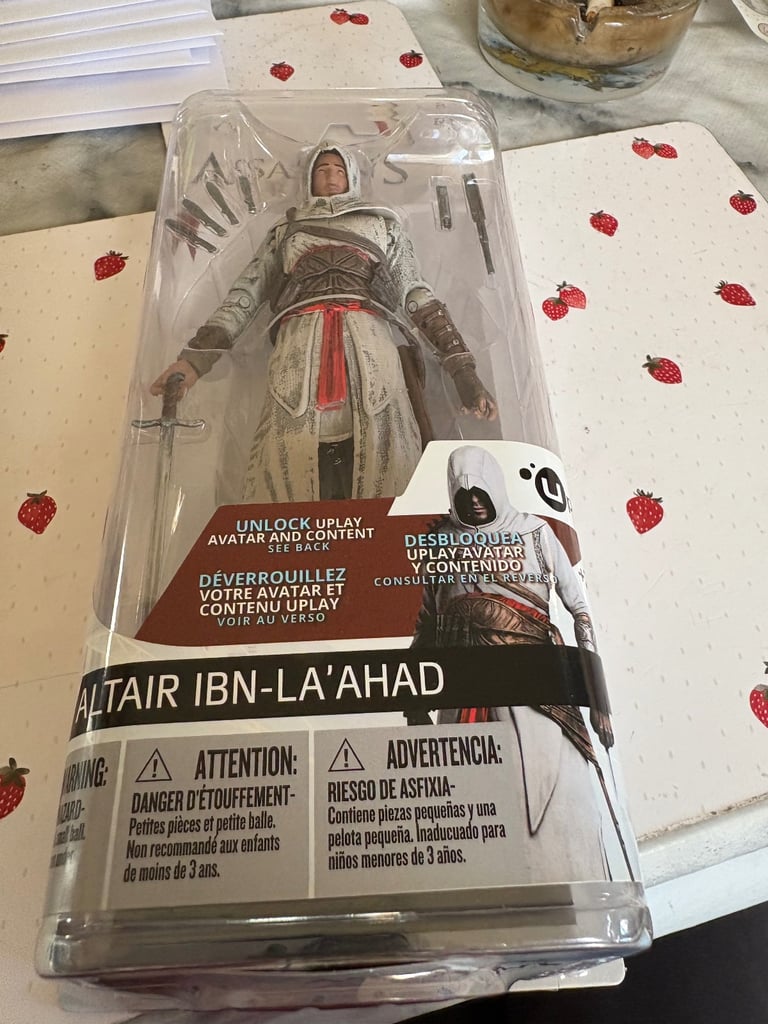 ASSASSIN'S
UNLOCK UPLAY
AVATAR AND CONTENT
SEE BACK
DÉVERROUILLEZ
VOTRE AVATAR ET
CONTENU UPLAY
VOIR AU VERSO
DESBLOQUEA
UPLAY AVATAR
Y CONTENIDO
CONSULTAR EN EL REVERSO
ALTAIR IBN-LA'AHAD
ATTENTION:
DANGER D'ÉTOUFFEMENT-
Petites pièces et petite balle.
Non recommandé aux enfants
de moins de 3 ans.
ADVERTENCIA:
RIESGO DE ASFIXIA-
Contiene piezas pequeñas y una
pelota pequeña. Inaducuado para
niños menores de 3 años.